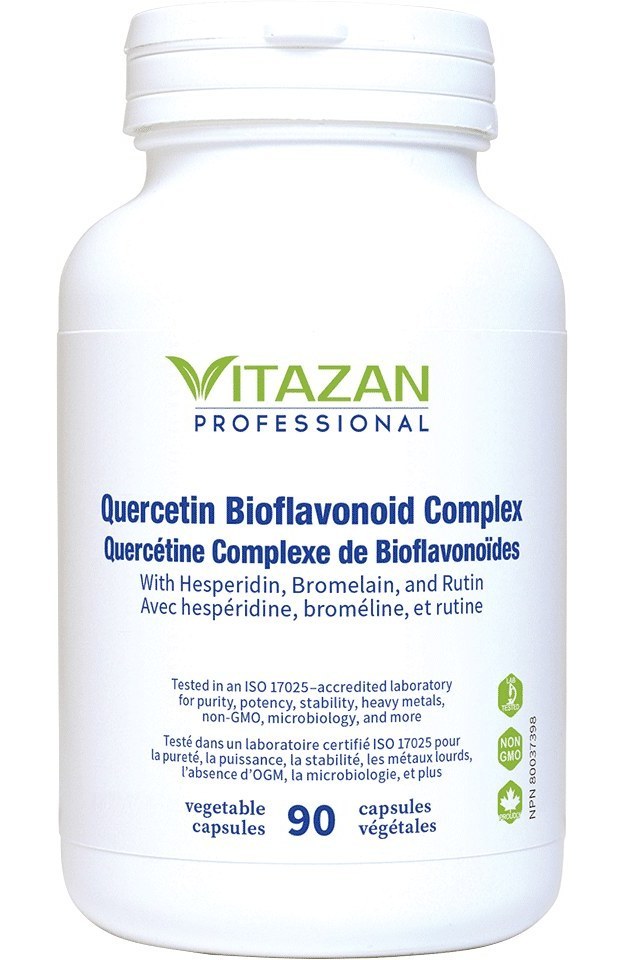 VITAZAN
PROFESSIONAL
Quercetin Bioflavonoid Complex
Quercétine Complexe de Bioflavonoïdes
With Hesperidin, Bromelain, and Rutin
Avec hespéridine, broméline, et rutine
Tested in an ISO 17025–accredited laboratory
for purity, potency, stability, heavy metals,
non-GMO, microbiology, and more
Testé dans un laboratoire certifié ISO 17025 pour
la pureté, la puissance, la stabilité, les métaux lourds,
l’absence d’OGM, la microbiologie, et plus
vegetable
capsules
90
capsules
végétales
LAB
TESTED
NON
GMO
PROUDLY
NPN 80037398